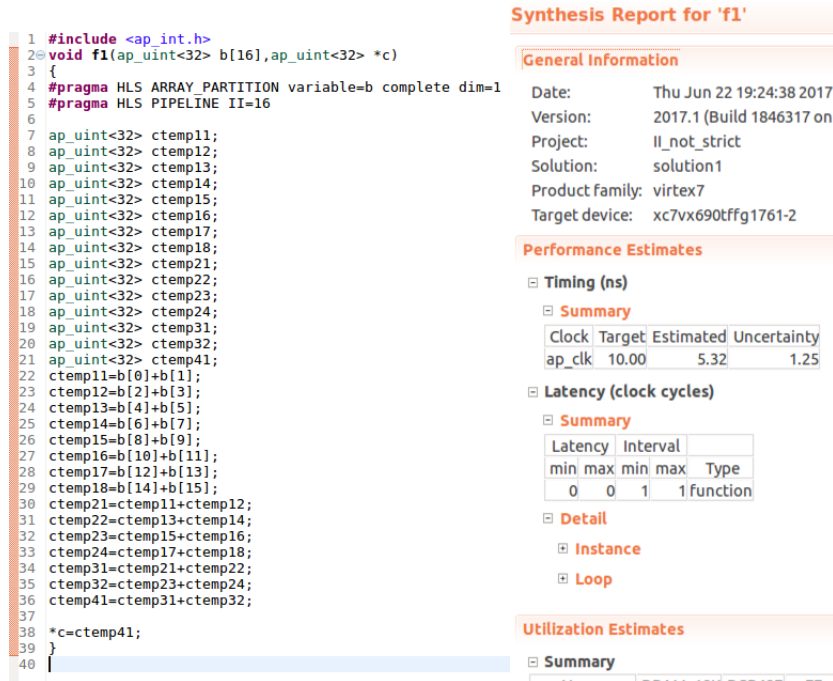 1 #include <ap_int.h>
2 void f1(ap_uint<32> b[16],ap_uint<32> *c)
3 {
4 #pragma HLS ARRAY_PARTITION variable=b complete dim=1
5 #pragma HLS PIPELINE II=16
6
7 ap_uint<32> ctemp11;
8 ap_uint<32> ctemp12;
9 ap_uint<32> ctemp13;
10 ap_uint<32> ctemp14;
11 ap_uint<32> ctemp15;
12 ap_uint<32> ctemp16;
13 ap_uint<32> ctemp17;
14 ap_uint<32> ctemp18;
15 ap_uint<32> ctemp21;
16 ap_uint<32> ctemp22;
17 ap_uint<32> ctemp23;
18 ap_uint<32> ctemp24;
19 ap_uint<32> ctemp31;
20 ap_uint<32> ctemp32;
21 ap_uint<32> ctemp41;
22 ctemp11=b[0]+b[1];
23 ctemp12=b[2]+b[3];
24 ctemp13=b[4]+b[5];
25 ctemp14=b[6]+b[7];
26 ctemp15=b[8]+b[9];
27 ctemp16=b[10]+b[11];
28 ctemp17=b[12]+b[13];
29 ctemp18=b[14]+b[15];
30 ctemp21=ctemp11+ctemp12;
31 ctemp22=ctemp13+ctemp14;
32 ctemp23=ctemp15+ctemp16;
33 ctemp24=ctemp17+ctemp18;
34 ctemp31=ctemp21+ctemp22;
35 ctemp32=ctemp23+ctemp24;
36 ctemp41=ctemp31+ctemp32;
37
38 *c=ctemp41;
39 }
40
Synthesis Report for 'f1'
General Information
Date: Thu Jun 22 19:24:38 2017
Version: 2017.1 (Build 1846317 on
Project: II_not_strict
Solution: solution1
Product family: virtex7
Target device: xc7vx690tffg1761-2
Performance Estimates
Timing (ns)
Summary
Clock Target Estimated Uncertainty
ap_clk 10.00 5.32 1.25
Latency (clock cycles)
Summary
Latency Interval
min max min max Type
0 0 1 1 function
Detail
Instance
Loop
Utilization Estimates
Summary